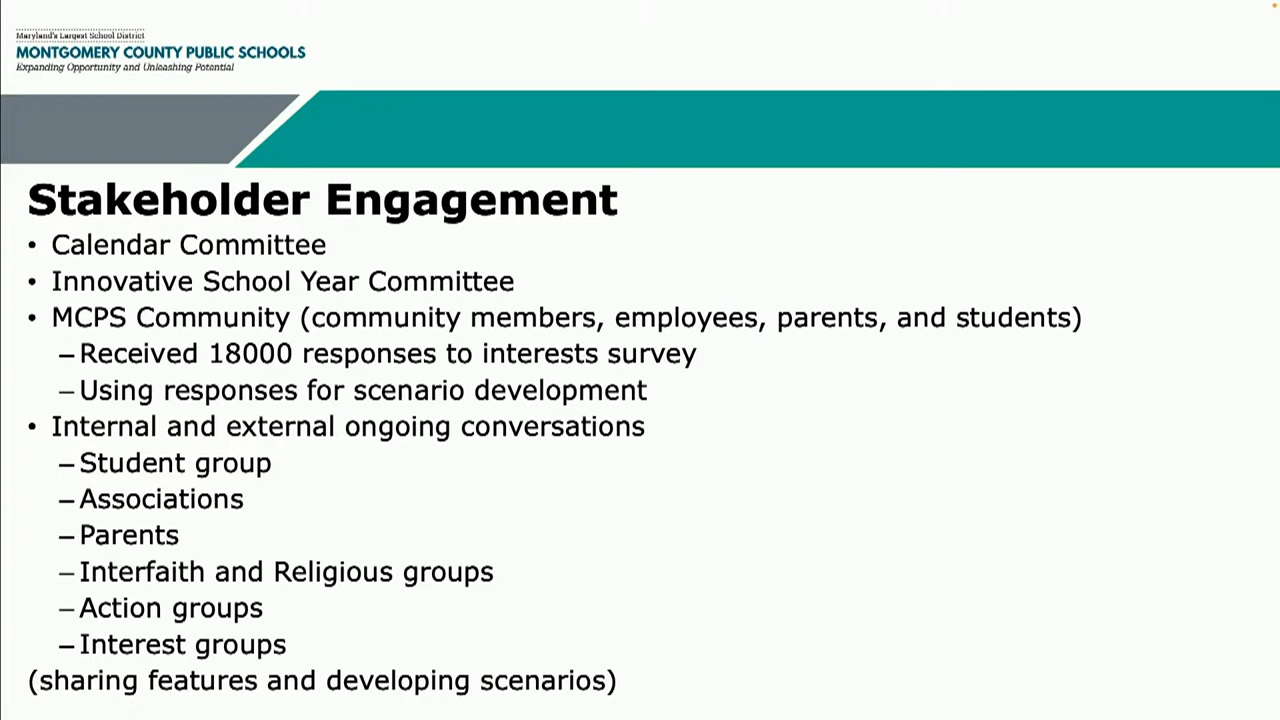 Maryland's Largest School District
MONTGOMERY COUNTY PUBLIC SCHOOLS
Expanding Opportunity and Unleashing Potential
Stakeholder Engagement
• Calendar Committee
• Innovative School Year Committee
• MCPS Community (community members, employees, parents, and students)
– Received 18000 responses to interests survey
– Using responses for scenario development
• Internal and external ongoing conversations
– Student group
– Associations
– Parents
– Interfaith and Religious groups
– Action groups
– Interest groups
(sharing features and developing scenarios)